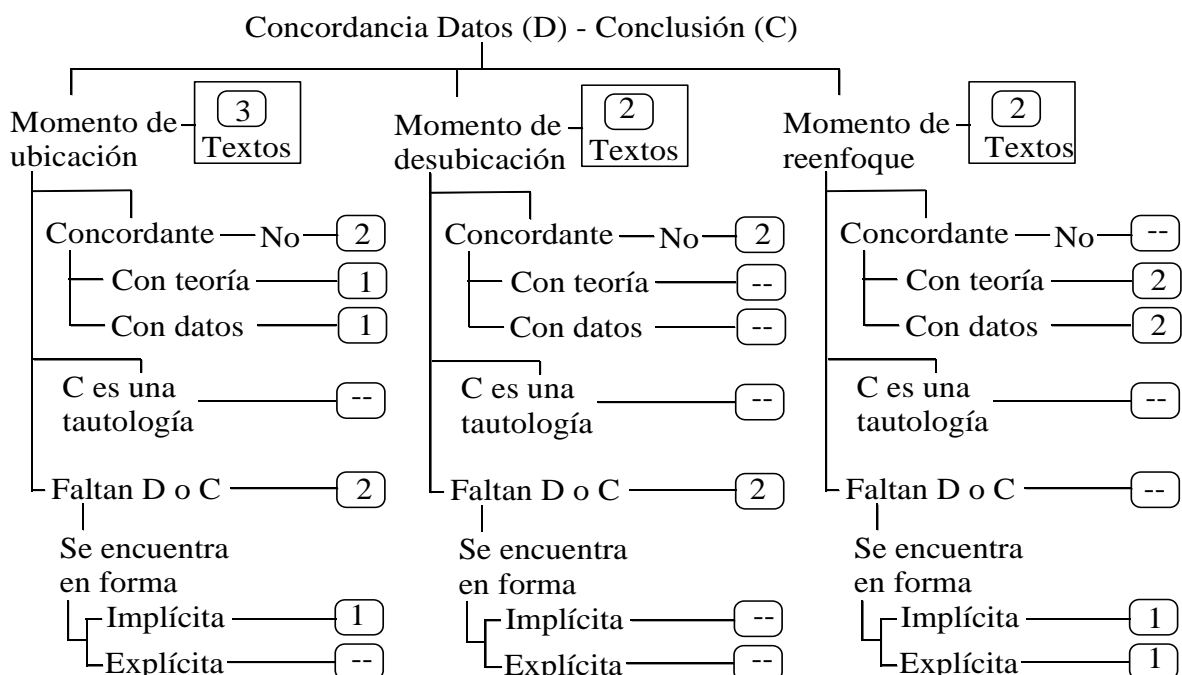 Concordancia Datos (D) - Conclusión (C)
Momento de ubicación
3 Textos
Concordante No 2
Con teoría 1
Con datos 1
C es una tautología --
Faltan D o C 2
Se encuentra en forma
Implícita 1
Explícita --
Momento de desubicación
2 Textos
Concordante No 2
Con teoría --
Con datos --
C es una tautología --
Faltan D o C 2
Se encuentra en forma
Implícita --
Explícita --
Momento de reenfoque
2 Textos
Concordante No --
Con teoría 2
Con datos 2
C es una tautología --
Faltan D o C --
Se encuentra en forma
Implícita 1
Explícita 1